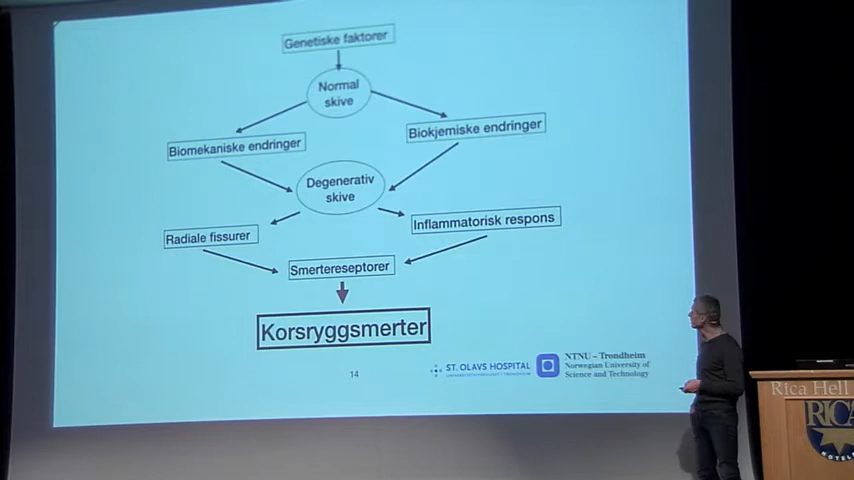 Genetiske faktorer
Normal
skive
Biomekaniske endringer
Biokjemiske endringer
Degenerativ
skive
Radiale fissurer
Inflammatorisk respons
Smertereseptorer
Korsryggsmerter
14
ST. OLAVS HOSPITAL
NTNU – Trondheim
Norwegian University of
Science and Technology
Rica Hell
RICA
HOTELS